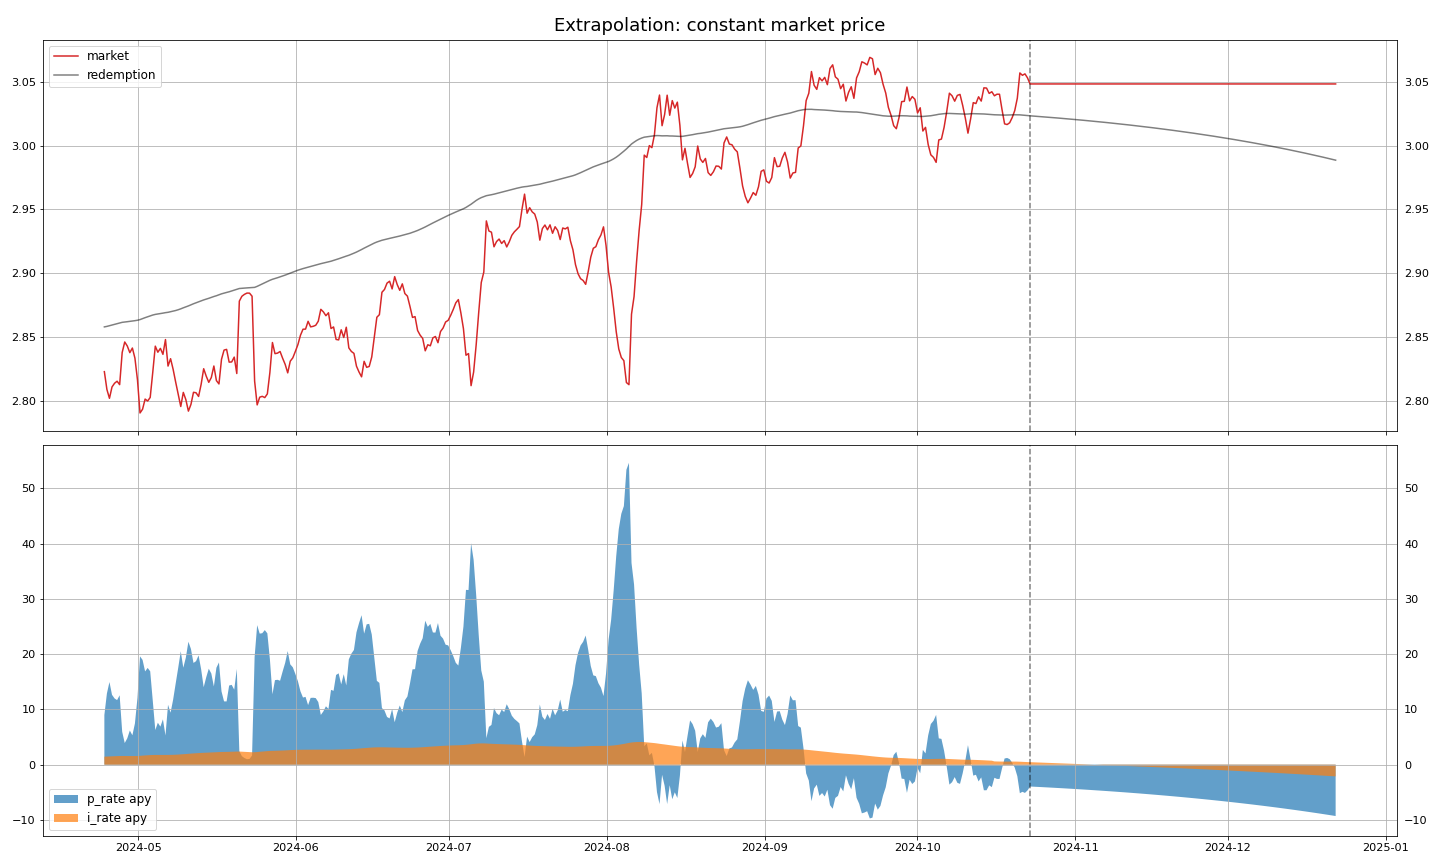 Extrapolation: constant market price
market
redemption
3.05 3.05
3.00 3.00
2.95 2.95
2.90 2.90
2.85 2.85
2.80 2.80
50 50
40 40
30 30
20 20
10 10
0 0
−10 −10
p_rate apy
i_rate apy
2024-05 2024-06 2024-07 2024-08 2024-09 2024-10 2024-11 2024-12 2025-01